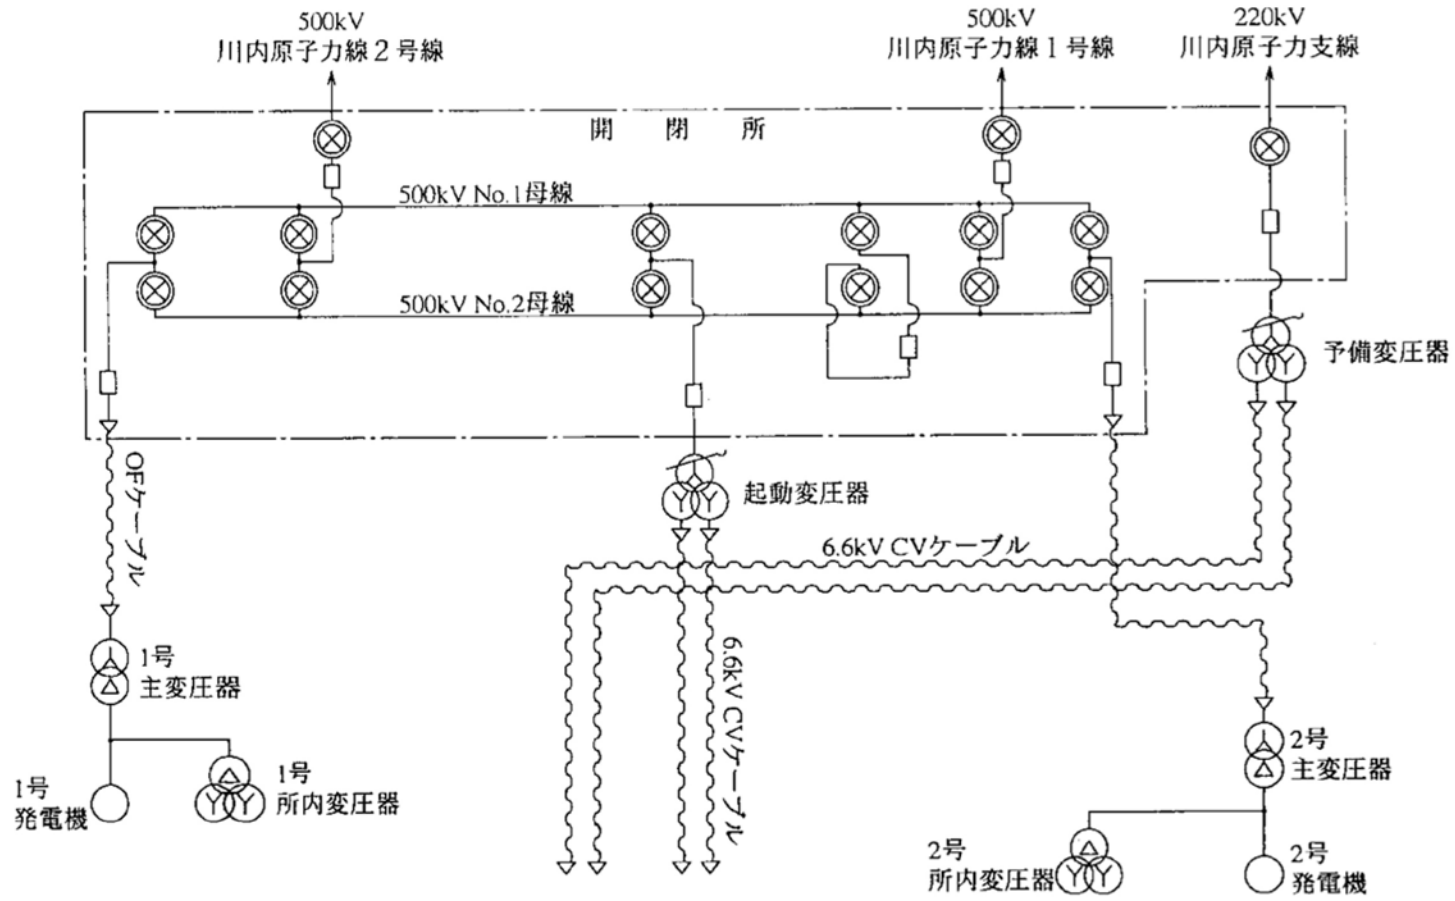 500kV
川内原子力線2号線
500kV
川内原子力線1号線
220kV
川内原子力支線
開閉所
500kV No.1母線
500kV No.2母線
予備変圧器
OFケーブル
起動変圧器
6.6kV CVケーブル
6.6kV CVケーブル
1号
主変圧器
1号
発電機
1号
所内変圧器
2号
主変圧器
2号
所内変圧器
2号
発電機